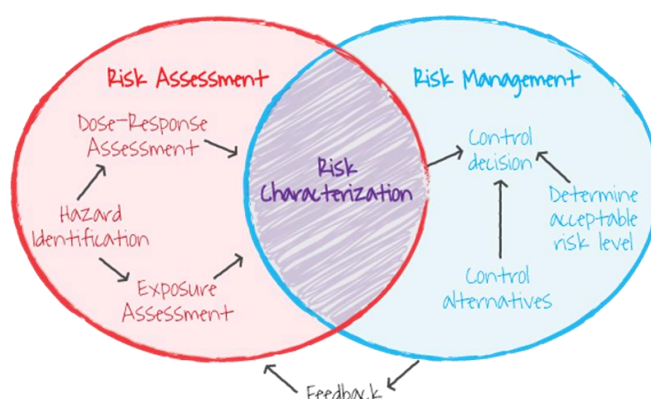 Risk Assessment
Dose-Response
Assessment
Hazard
Identification
Exposure
Assessment
Risk
Characterization
Risk Management
Control
decision
Determine
acceptable
risk level
Control
alternatives
Feedback